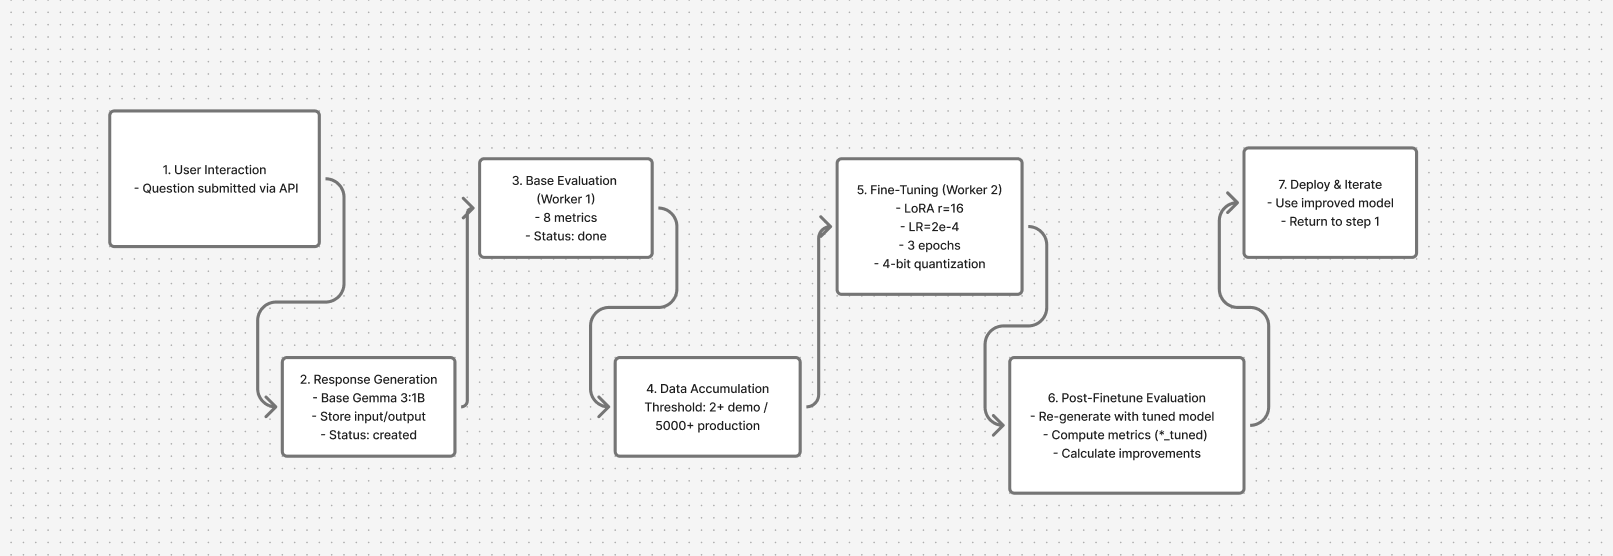 1. User Interaction
- Question submitted via API
2. Response Generation
- Base Gemma 3:1B
- Store input/output
- Status: created
3. Base Evaluation
(Worker 1)
- 8 metrics
- Status: done
4. Data Accumulation
Threshold: 2+ demo /
5000+ production
5. Fine-Tuning (Worker 2)
- LoRA r=16
- LR=2e-4
- 3 epochs
- 4-bit quantization
6. Post-Finetune Evaluation
- Re-generate with tuned model
- Compute metrics (*_tuned)
- Calculate improvements
7. Deploy & Iterate
- Use improved model
- Return to step 1